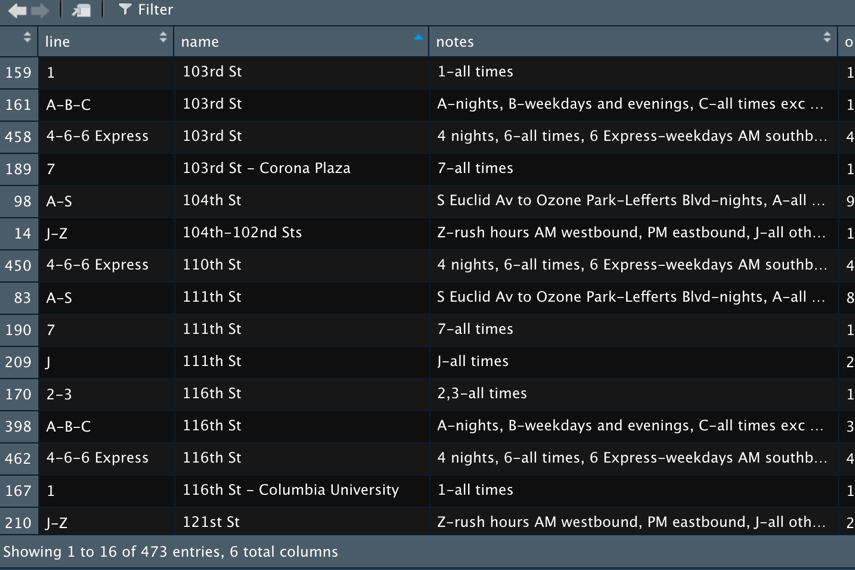 Filter
line name notes o
159 1 103rd St 1-all times 1
161 A-B-C 103rd St A-nights, B-weekdays and evenings, C-all times exc ... 1
458 4-6-6 Express 103rd St 4 nights, 6-all times, 6 Express-weekdays AM southb... 4
189 7 103rd St - Corona Plaza 7-all times 1
98 A-S 104th St S Euclid Av to Ozone Park-Lefferts Blvd-nights, A-all ... 9
14 J-Z 104th-102nd Sts Z-rush hours AM westbound, PM eastbound, J-all oth... 1
450 4-6-6 Express 110th St 4 nights, 6-all times, 6 Express-weekdays AM southb... 4
83 A-S 111th St S Euclid Av to Ozone Park-Lefferts Blvd-nights, A-all ... 8
190 7 111th St 7-all times 1
209 J 111th St J-all times 2
170 2-3 116th St 2,3-all times 1
398 A-B-C 116th St A-nights, B-weekdays and evenings, C-all times exc ... 3
462 4-6-6 Express 116th St 4 nights, 6-all times, 6 Express-weekdays AM southb... 4
167 1 116th St - Columbia University 1-all times 1
210 J-Z 121st St Z-rush hours AM westbound, PM eastbound, J-all oth... 2
Showing 1 to 16 of 473 entries, 6 total columns